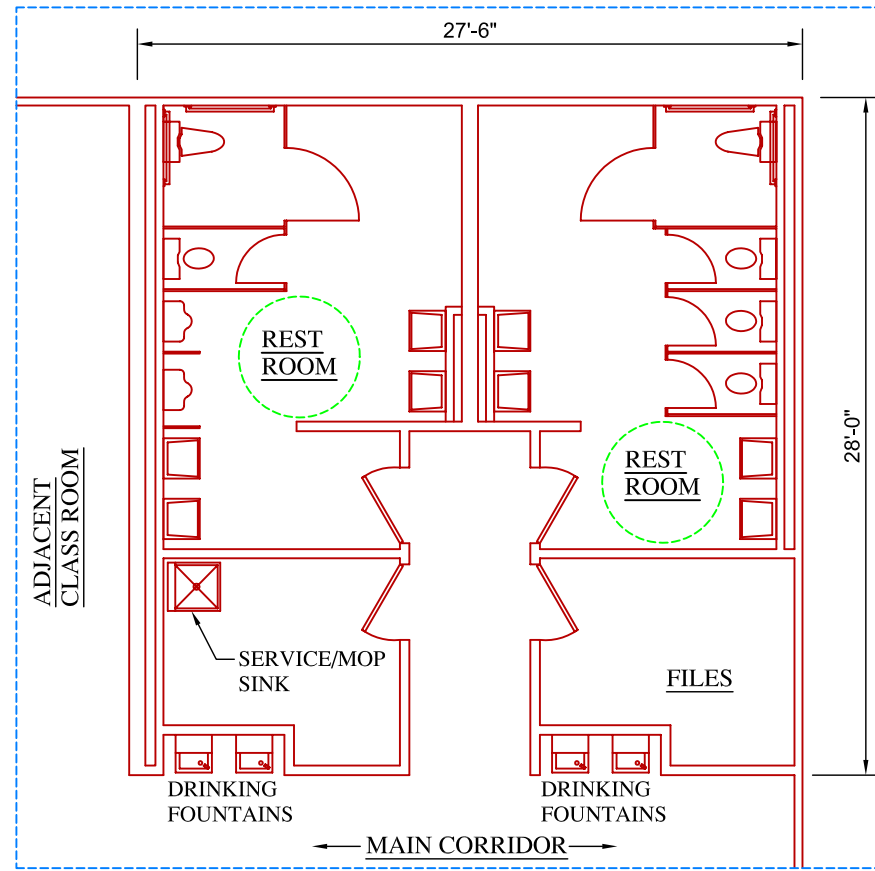 27'-6"
REST
ROOM
28'-0"
REST
ROOM
ADJACENT
CLASS ROOM
SERVICE/MOP
SINK
FILES
DRINKING
FOUNTAINS
DRINKING
FOUNTAINS
MAIN CORRIDOR